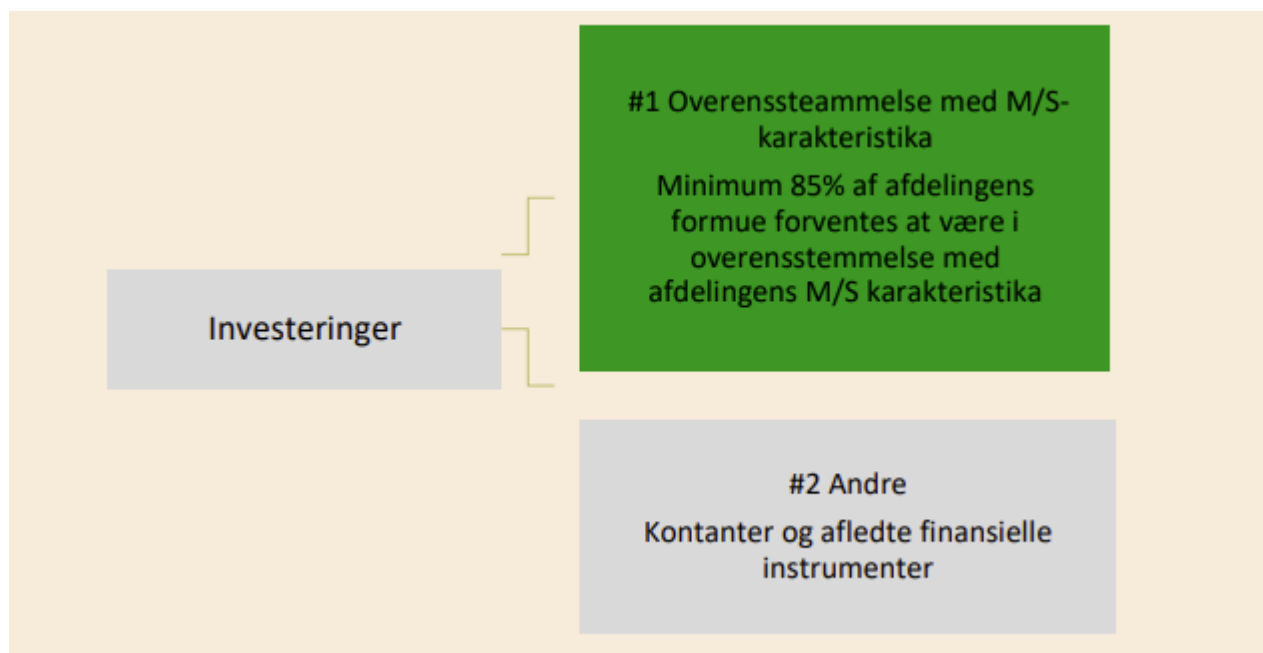 #1 Overenssteammelse med M/S-
karakteristika
Minimum 85% af afdelingens
formue forventes at være i
overensstemmelse med
afdelingens M/S karakteristika
Investeringer
#2 Andre
Kontanter og afledte finansielle
instrumenter